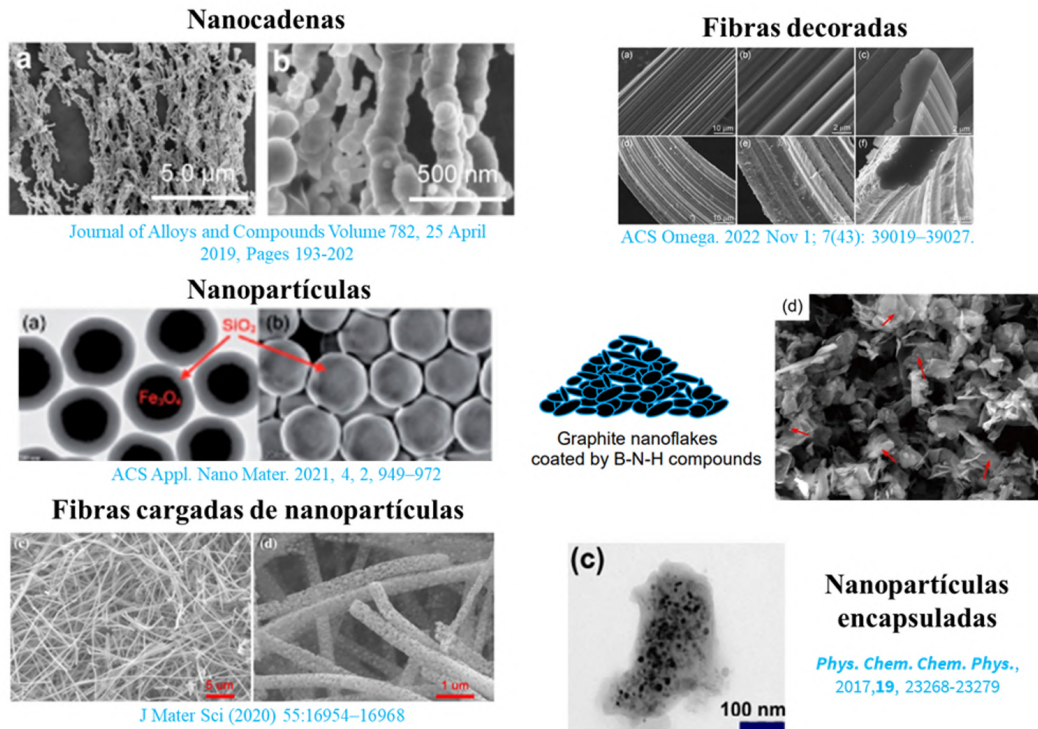 Nanocadenas
a
5.0 μm
b
500 nm
Journal of Alloys and Compounds Volume 782, 25 April
2019, Pages 193-202
Fibras decoradas
(a)
10 μm
(b)
2 μm
(c)
2 μm
(d)
10 μm
(e)
2 μm
(f)
ACS Omega. 2022 Nov 1; 7(43): 39019–39027.
Nanopartículas
(a)
SiO₂
(b)
Fe₃O₄
ACS Appl. Nano Mater. 2021, 4, 2, 949–972
Graphite nanoflakes
coated by B-N-H compounds
(d)
Fibras cargadas de nanopartículas
(c)
5 um
(d)
1 um
J Mater Sci (2020) 55:16954–16968
(c)
100 nm
Nanopartículas
encapsuladas
Phys. Chem. Chem. Phys.,
2017,19, 23268-23279